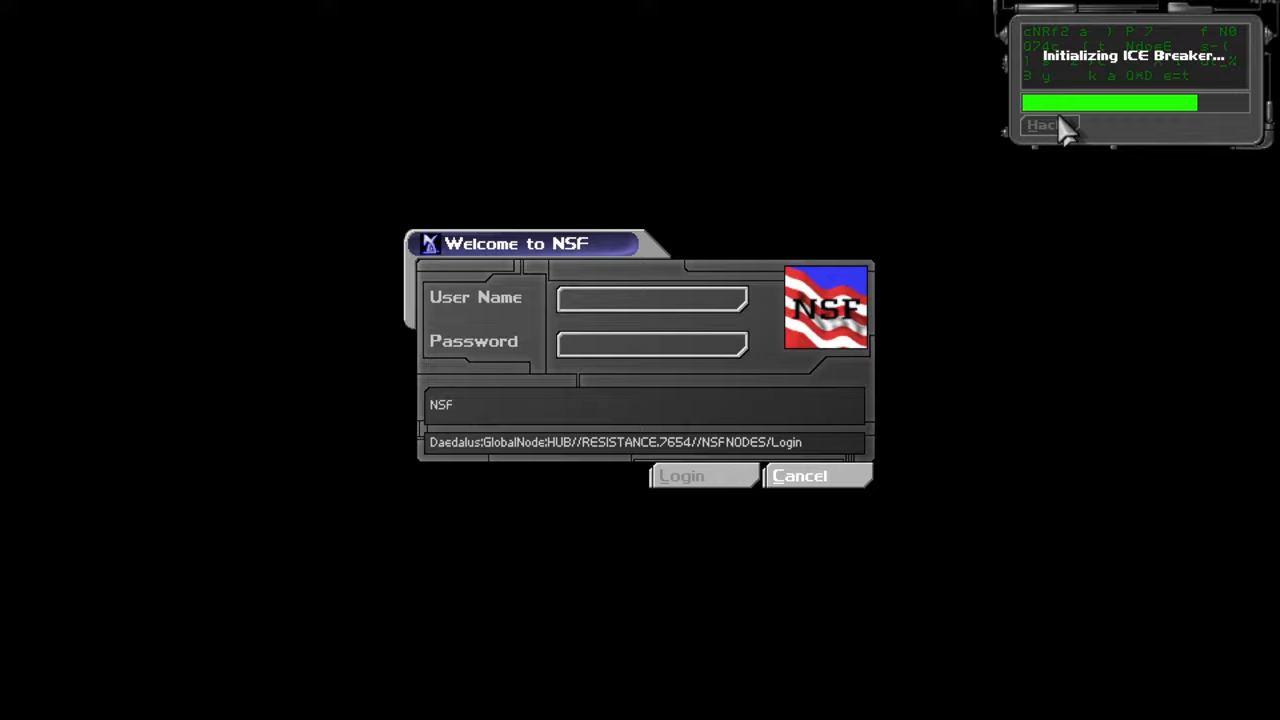 Initializing ICE Breaker...
Hack
Welcome to NSF
User Name
NSF
Password
NSF
Daedalus:GlobalNode:HUB//RESISTANCE.7654//NSFNODES/Login
Login
Cancel